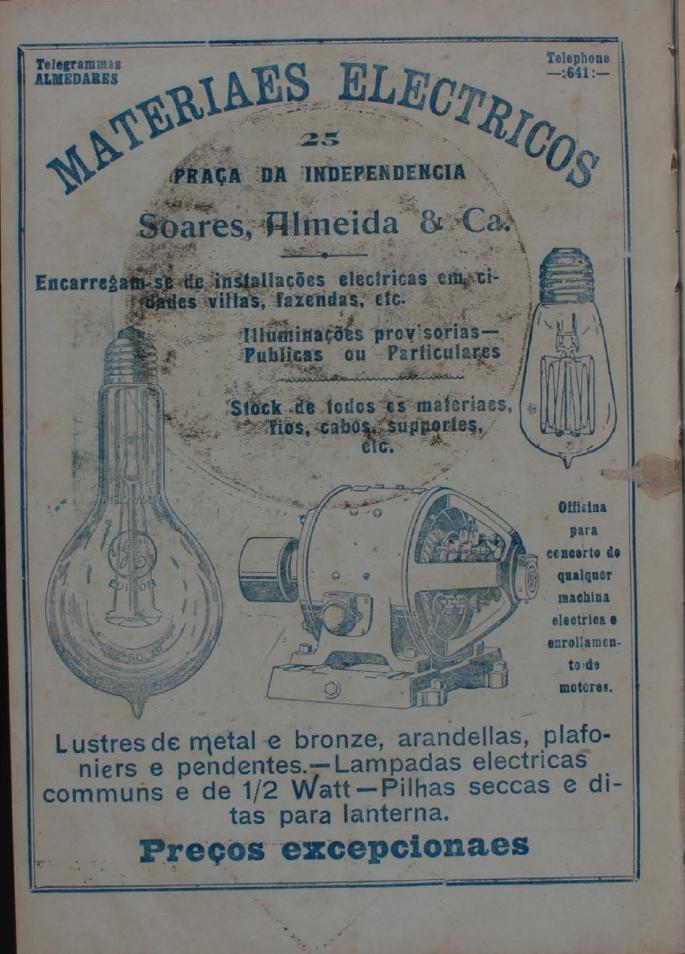 Telegrammas
ALMEDARES
Telephone
—:641:—
MATERIAES ELECTRICOS
25
PRAÇA DA INDEPENDENCIA
Soares, Almeida & Ca.
Encarregam-se de installações electricas em ci-
dades villas, fazendas, etc.
Illuminações provisorias—
Publicas ou Particulares
Stock de todos os materiaes,
fios, cabos, supportes,
etc.
EDISON
Officina
para
concerto de
qualquer
machina
electrica e
enrollamen-
to de
motores.
Lustres de metal e bronze, arandellas, plafo-
niers e pendentes.—Lampadas electricas
communs e de 1/2 Watt—Pilhas seccas e di-
tas para lanterna.
Preços excepcionaes